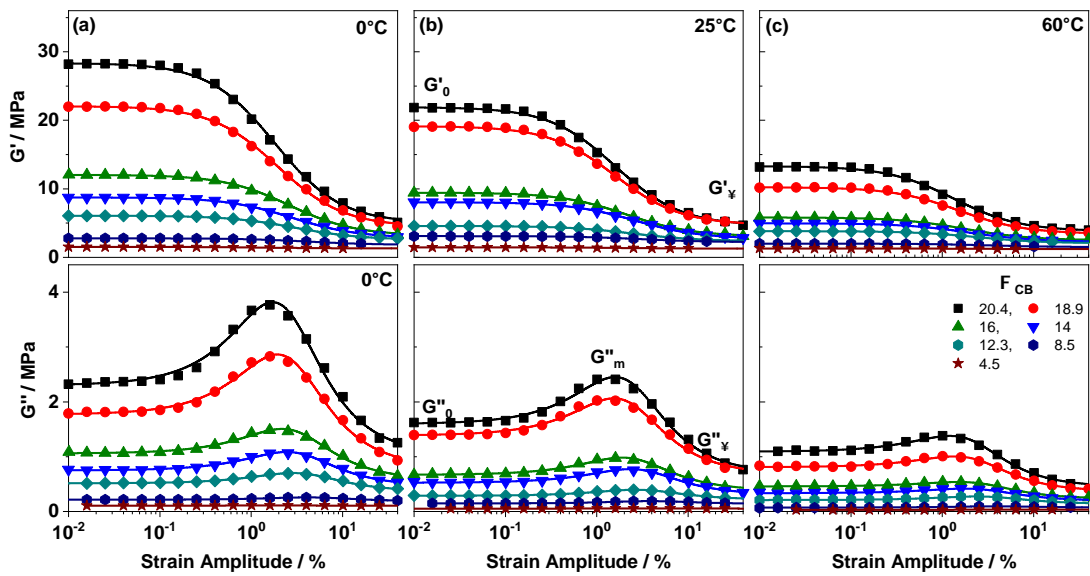 (a) 0°C (b) 25°C (c) 60°C
30
20
10
0
G' / MPa
G'0
G'¥
0°C
4
2
0
G'' / MPa
G''0
G''m
G''¥
F CB
20.4, 18.9
16, 14
12.3, 8.5
4.5
10-2 10-1 100 101 10-2 10-1 100 101 10-2 10-1 100 101
Strain Amplitude / % Strain Amplitude / % Strain Amplitude / %